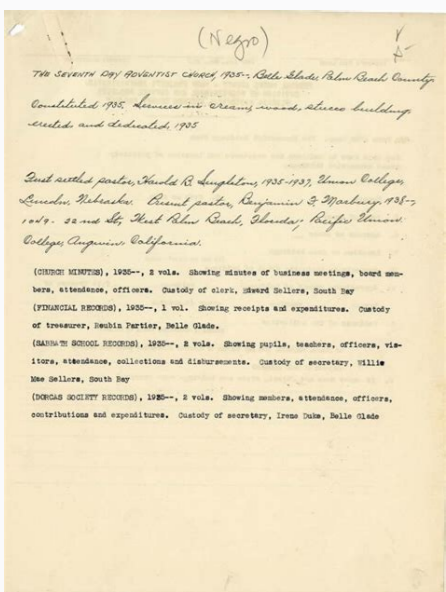 (Negro)
V
THE SEVENTH DAY ADVENTIST CHURCH, 1935--, Belle Glade, Palm Beach County.
Constituted 1935. Services in cream, wood, stucco building,
erected and dedicated, 1935
First settled pastor, Harold B. Singleton, 1935-1937, Union College,
Lincoln, Nebraska. Present pastor, Benjamin F. Marbury 1938--,
1049- 22nd St, West Palm Beach, Florida; Pacific Union
College, Angwin, California.
(CHURCH MINUTES), 1935--, 2 vols. Showing minutes of business meetings, board mem-
bers, attendance, officers. Custody of clerk, Edward Sellers, South Bay
(FINANCIAL RECORDS), 1935--, 1 vol. Showing receipts and expenditures. Custody
of treasurer, Reubin Partier, Belle Glade.
(SABBATH SCHOOL RECORDS), 1935--, 2 vols. Showing pupils, teachers, officers, vis-
itors, attendance, collections and disbursements. Custody of secretary, Willie
Mae Sellers, South Bay
(DORCAS SOCIETY RECORDS), 1935--, 2 vols. Showing members, attendance, officers,
contributions and expenditures. Custody of secretary, Irene Duke, Belle Glade